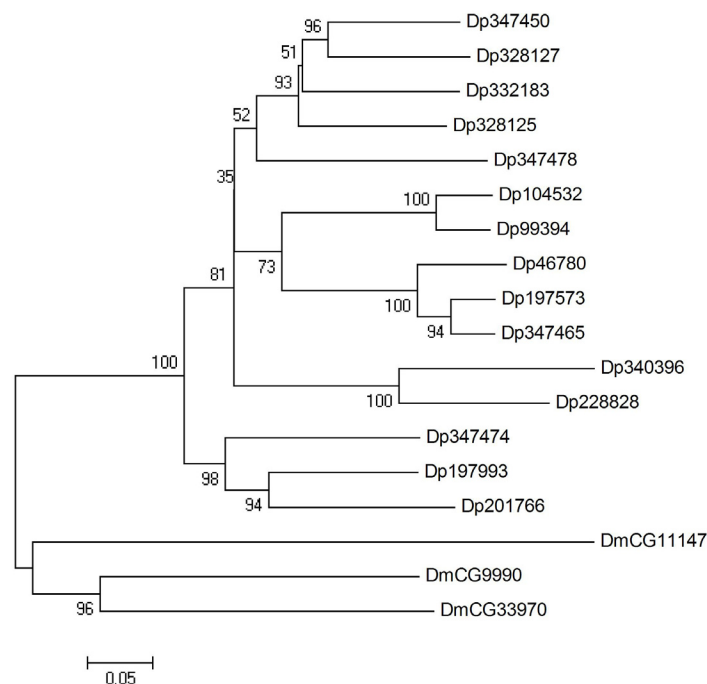 96
Dp347450
51
Dp328127
93
Dp332183
52
Dp328125
35
Dp347478
100
Dp104532
Dp99394
73
81
Dp46780
100
Dp197573
94
Dp347465
100
Dp340396
100
Dp228828
Dp347474
98
Dp197993
94
Dp201766
DmCG11147
DmCG9990
96
DmCG33970
0.05